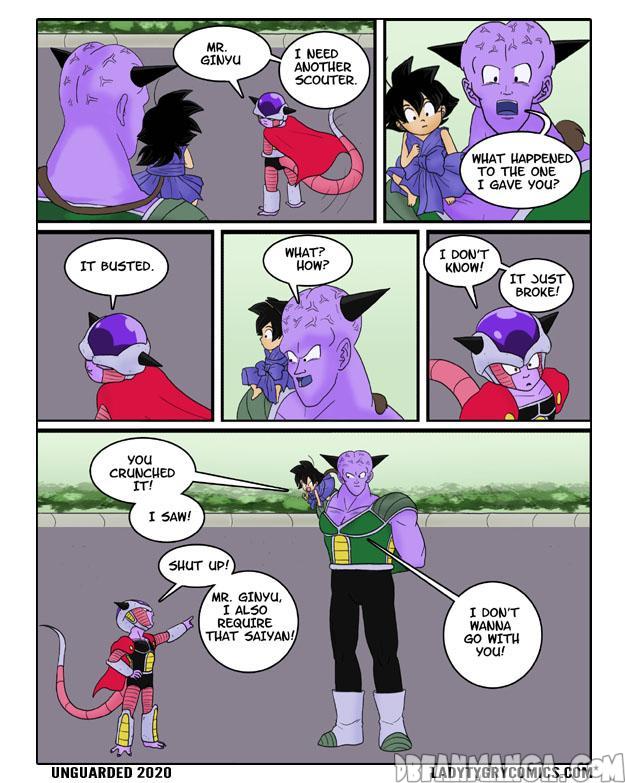 MR.
GINYU
I NEED
ANOTHER
SCOUTER.
WHAT HAPPENED
TO THE ONE
I GAVE YOU?
IT BUSTED.
WHAT?
HOW?
I DON'T
KNOW!
IT JUST
BROKE!
YOU
CRUNCHED
IT!
I SAW!
SHUT UP!
MR. GINYU,
I ALSO
REQUIRE
THAT SAIYAN!
I DON'T
WANNA
GO WITH
YOU!
UNGUARDED 2020
LADYTYGRYCOMICS.COM
DBFANMANGA.COM